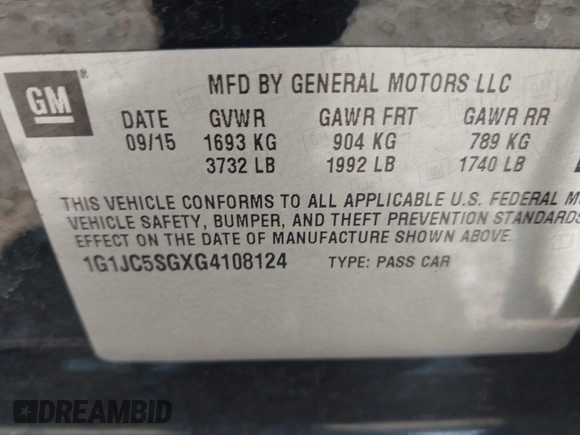 GM®
MFD BY GENERAL MOTORS LLC
DATE GVWR GAWR FRT GAWR RR
09/15 1693 KG 904 KG 789 KG
3732 LB 1992 LB 1740 LB
THIS VEHICLE CONFORMS TO ALL APPLICABLE U.S. FEDERAL M
VEHICLE SAFETY, BUMPER, AND THEFT PREVENTION STANDARDS
EFFECT ON THE DATE OF MANUFACTURE SHOWN ABOVE.
1G1JC5SGXG4108124 TYPE: PASS CAR
DREAMBID